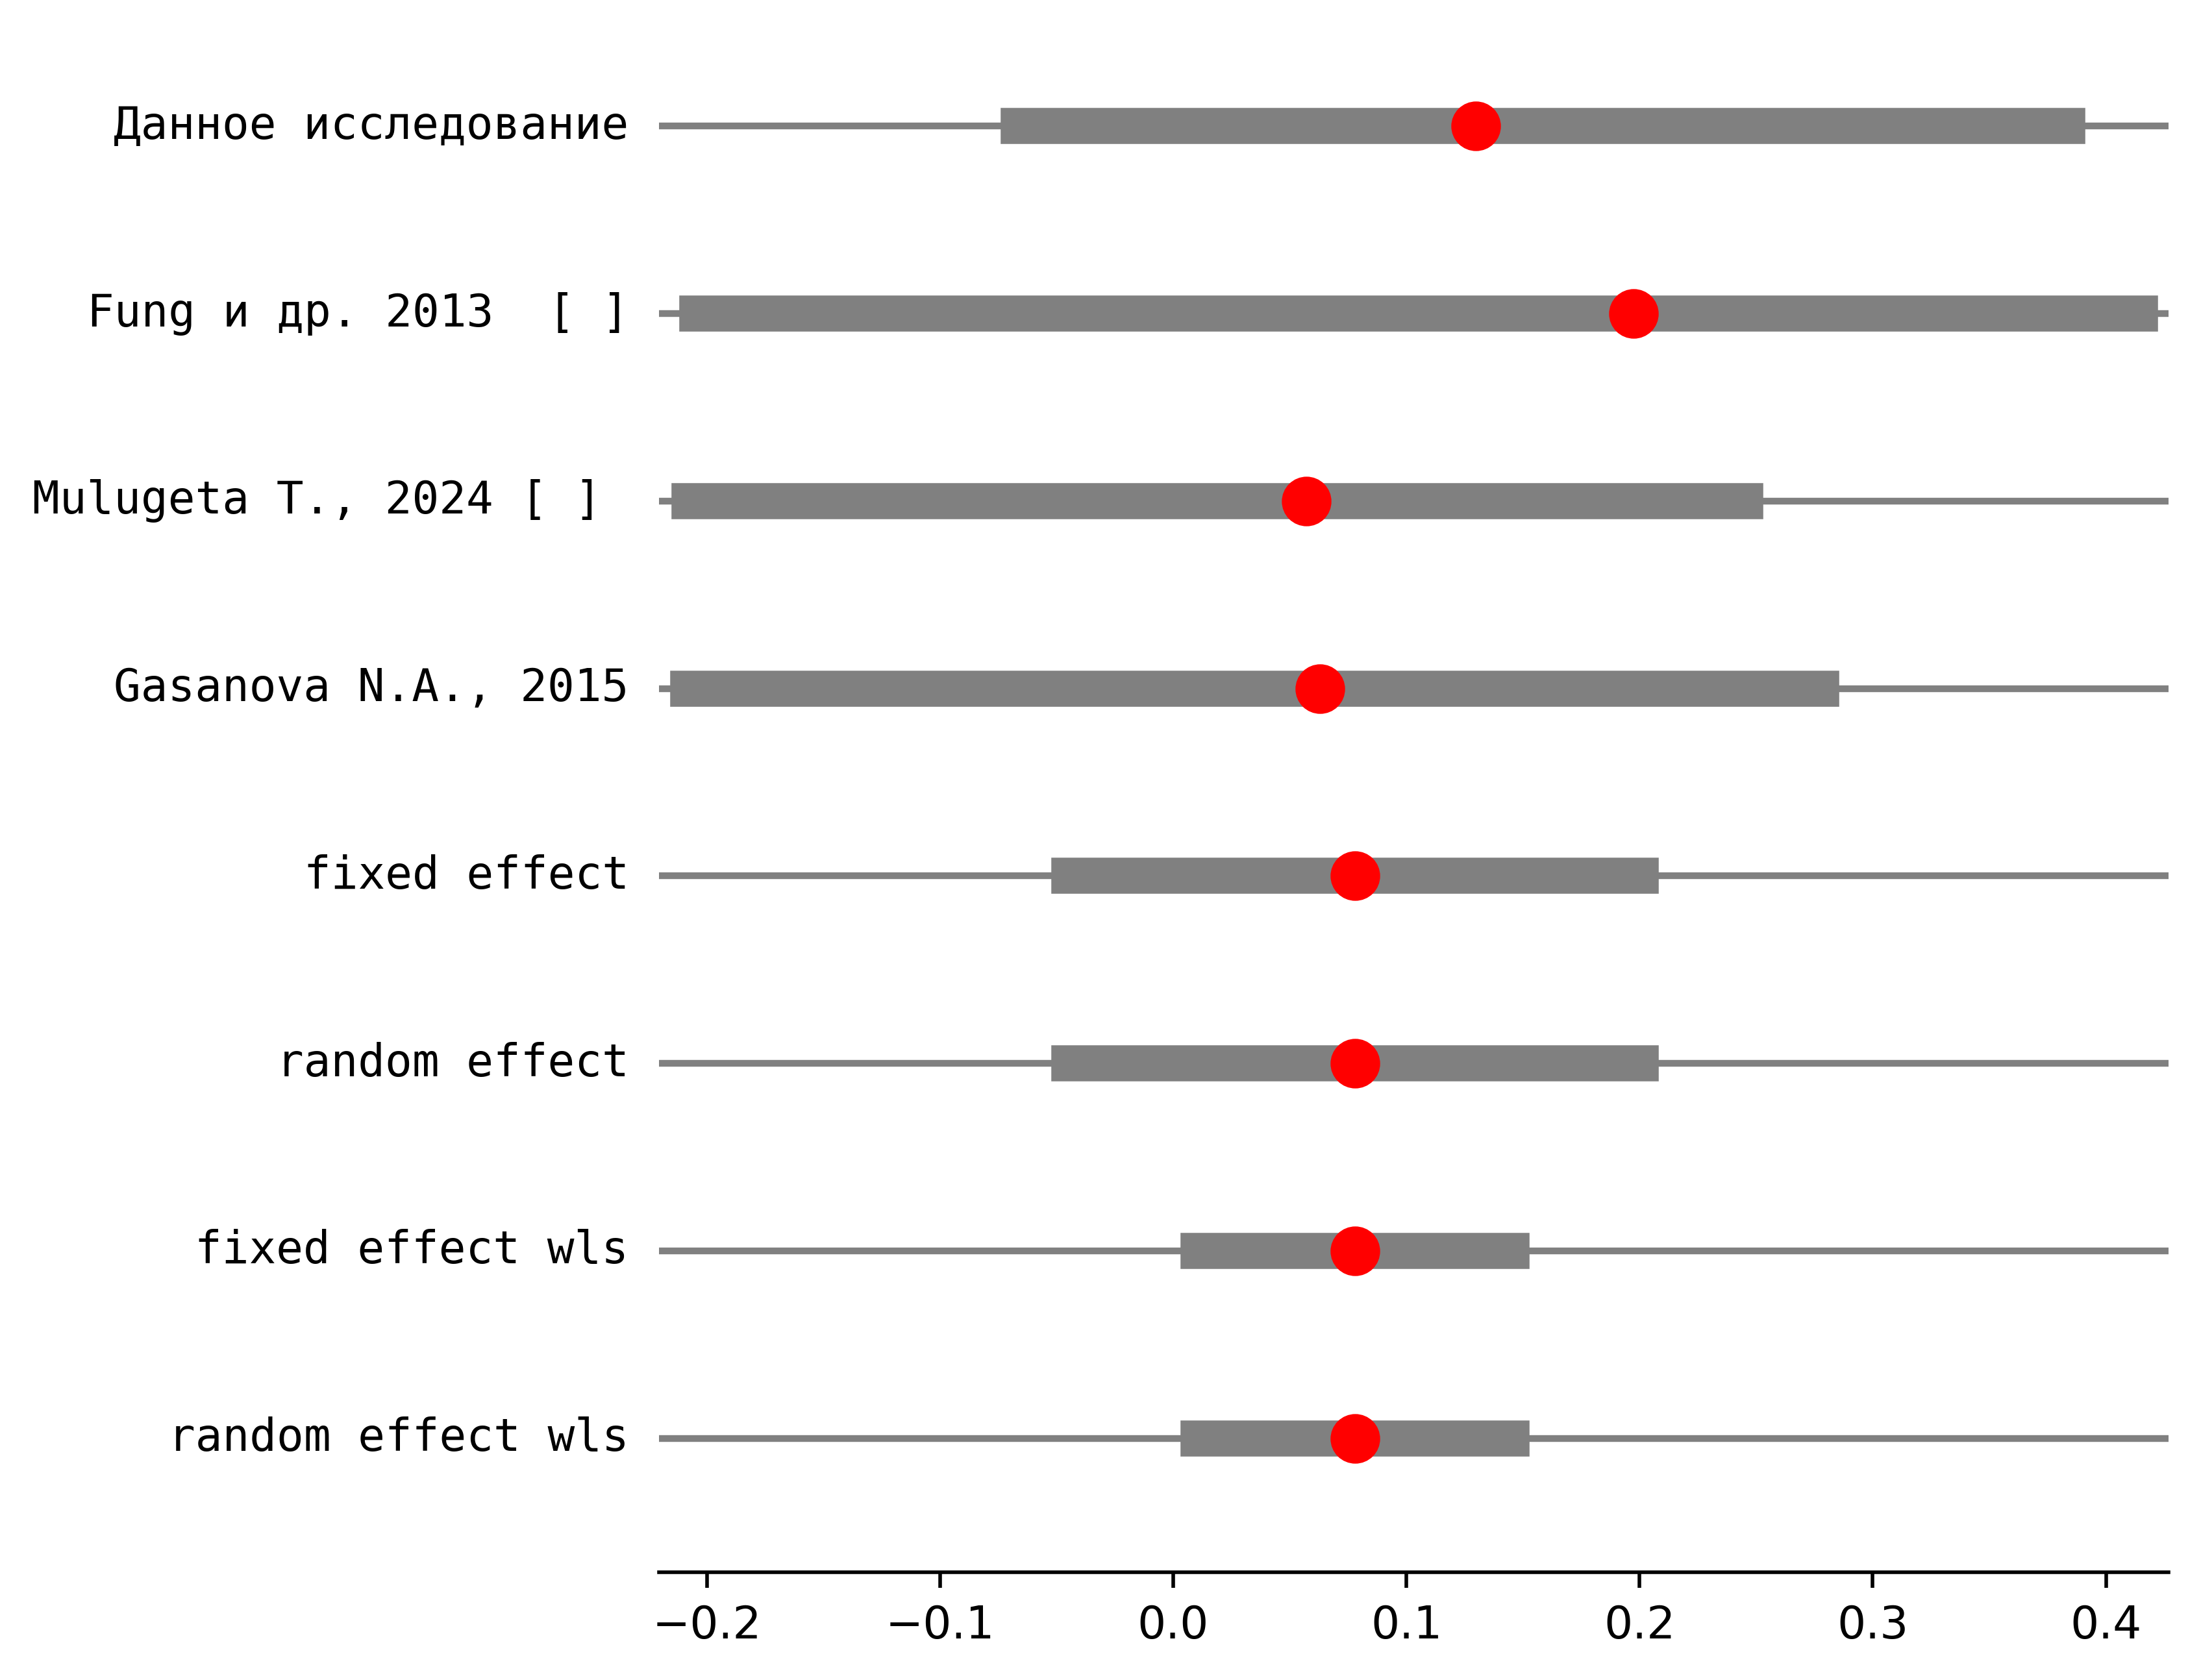 Данное исследование
Fung и др. 2013  [ ]
Mulugeta T., 2024 [ ]
Gasanova N.A., 2015
fixed effect
random effect
fixed effect wls
random effect wls
−0.2 −0.1 0.0 0.1 0.2 0.3 0.4